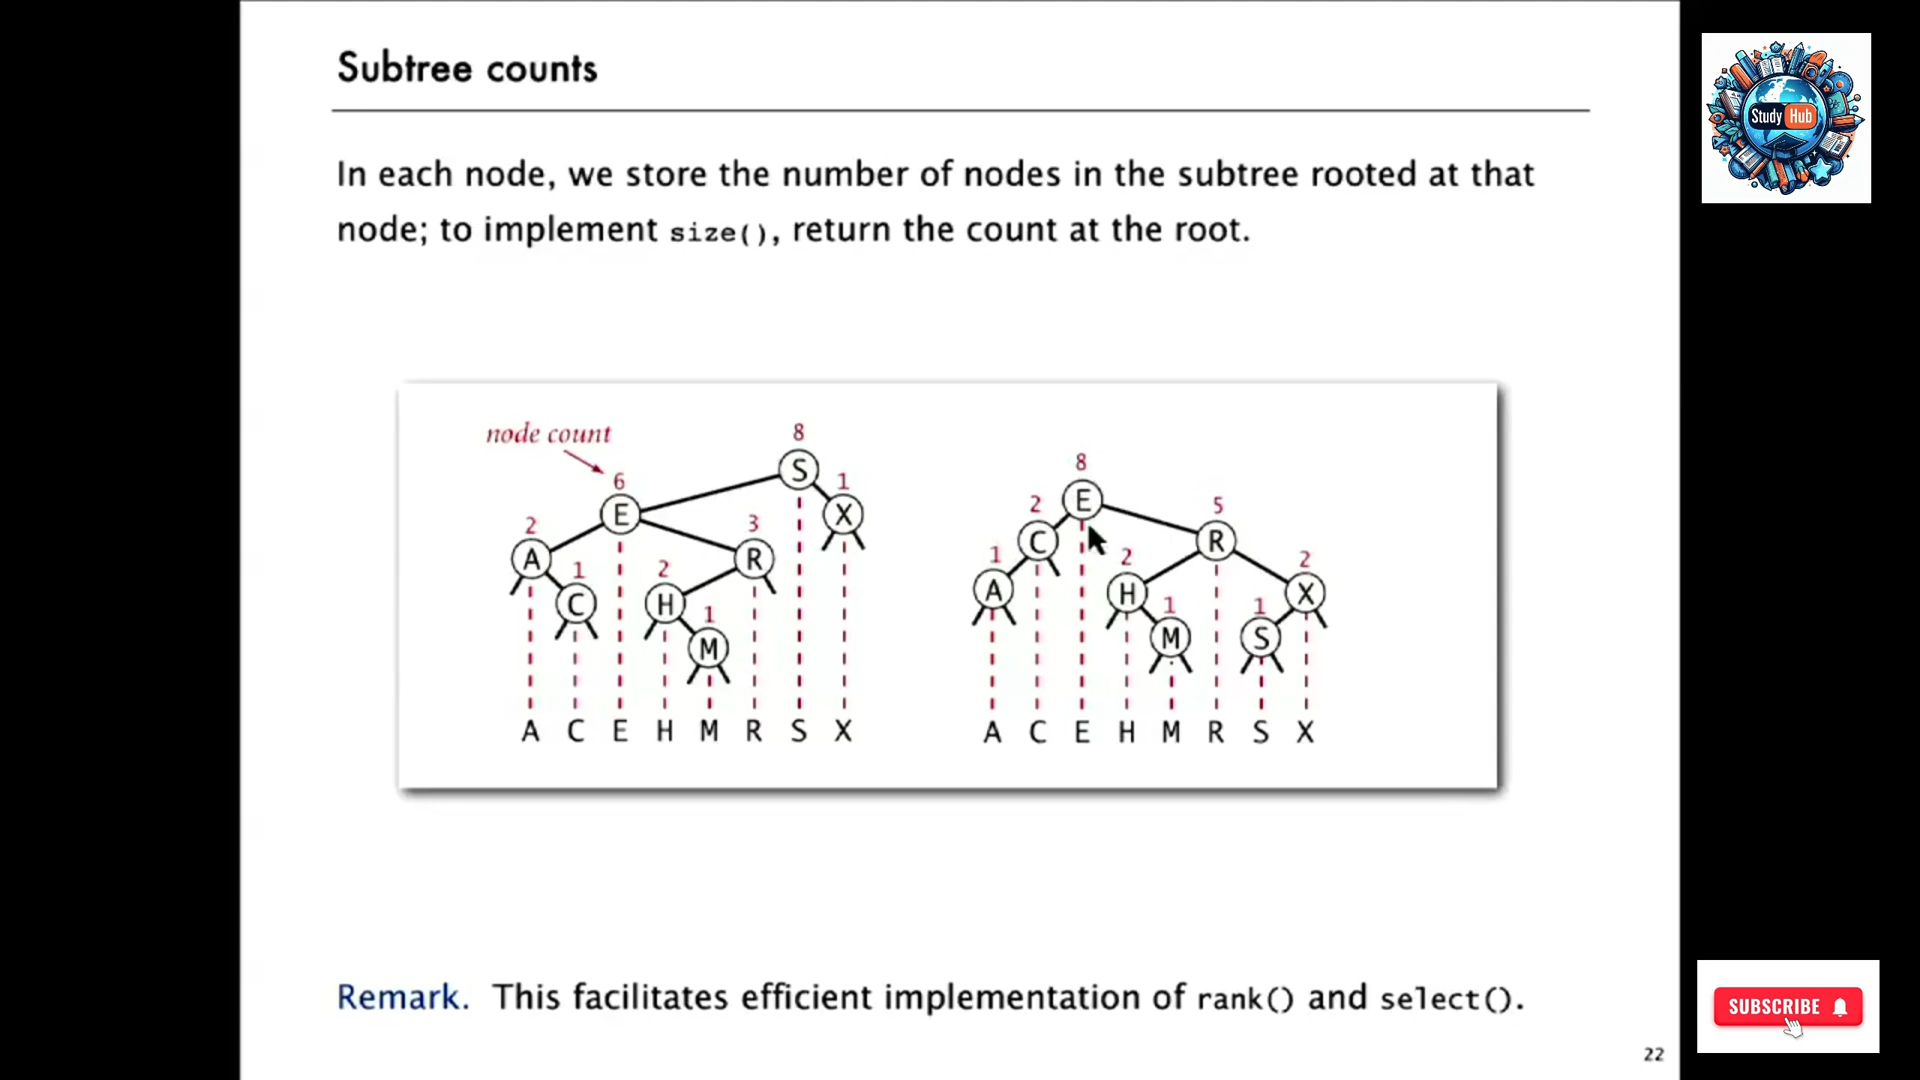 Subtree counts
Study Hub
In each node, we store the number of nodes in the subtree rooted at that
node; to implement size(), return the count at the root.
node count
8
6
S
1
E
X
2
3
A
R
1
2
C
H
1
M
A C E H M R S X
8
2
E
5
C
R
1
2
2
A
H
X
1
1
M
S
A C E H M R S X
Remark. This facilitates efficient implementation of rank() and select().
SUBSCRIBE
22